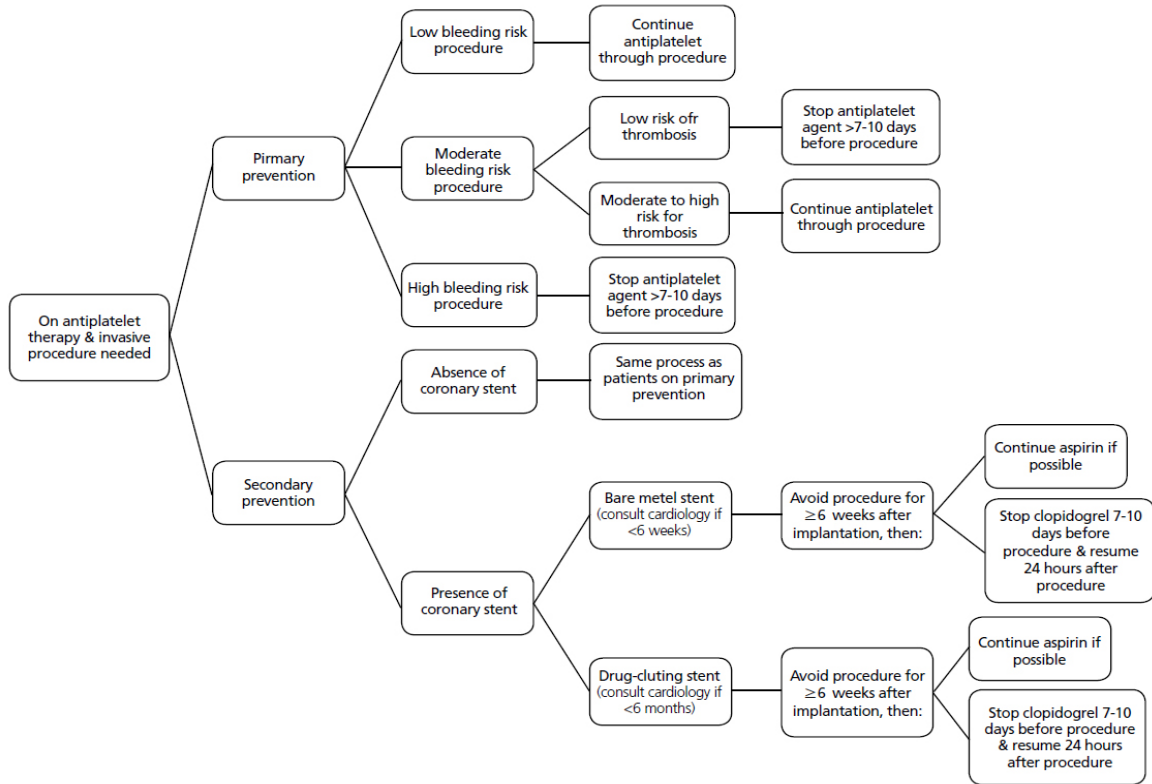 On antiplatelet
therapy & invasive
procedure needed
Pirmary
prevention
Low bleeding risk
procedure
Continue
antiplatelet
through procedure
Moderate
bleeding risk
procedure
Low risk ofr
thrombosis
Stop antiplatelet
agent >7-10 days
before procedure
Moderate to high
risk for
thrombosis
Continue antiplatelet
through procedure
High bleeding risk
procedure
Stop antiplatelet
agent >7-10 days
before procedure
Secondary
prevention
Absence of
coronary stent
Same process as
patients on primary
prevention
Presence of
coronary stent
Bare metel stent
(consult cardiology if
<6 weeks)
Avoid procedure for
≥6 weeks after
implantation, then:
Continue aspirin if
possible
Stop clopidogrel 7-10
days before
procedure & resume
24 hours after
procedure
Drug-cluting stent
(consult cardiology if
<6 months)
Avoid procedure for
≥6 weeks after
implantation, then:
Continue aspirin if
possible
Stop clopidogrel 7-10
days before procedure
& resume 24 hours
after procedure